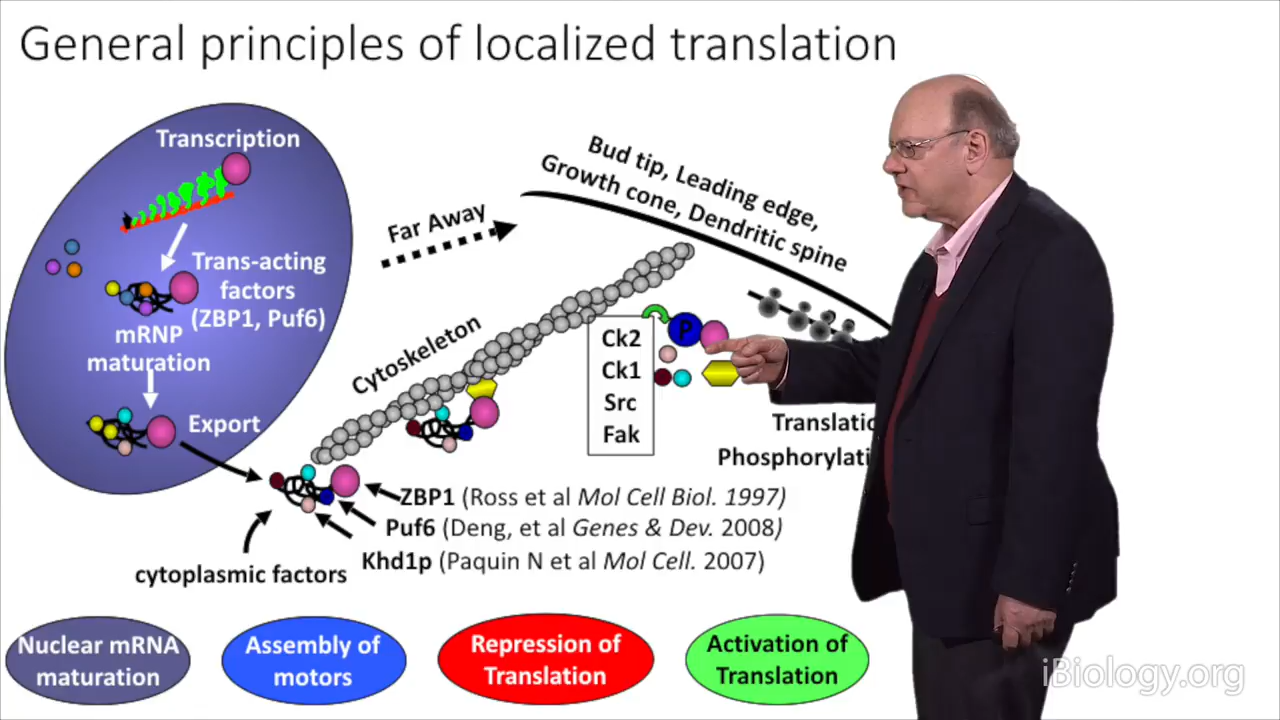 General principles of localized translation
Transcription
Trans-acting
factors
(ZBP1, Puf6)
mRNP
maturation
Export
Far Away
Bud tip, Leading edge,
Growth cone, Dendritic spine
Cytoskeleton
P
Ck2
Ck1
Src
Fak
Translatio
Phosphorylati
ZBP1 (Ross et al Mol Cell Biol. 1997)
Puf6 (Deng, et al Genes & Dev. 2008)
Khd1p (Paquin N et al Mol Cell. 2007)
cytoplasmic factors
Nuclear mRNA
maturation
Assembly of
motors
Repression of
Translation
Activation of
Translation
iBiology.org